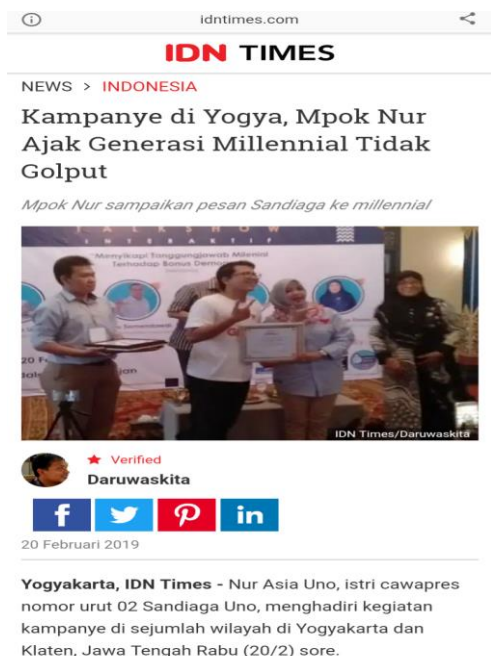 idntimes.com
IDN TIMES
NEWS > INDONESIA
Kampanye di Yogya, Mpok Nur
Ajak Generasi Millennial Tidak
Golput
Mpok Nur sampaikan pesan Sandiaga ke millennial
TALKSHOW
INTERAKTIF
Menyikapi Tanggungjawab Milenial
Terhadap Bonus
20
IDN Times/Daruwaskita
Verified
Daruwaskita
20 Februari 2019
Yogyakarta, IDN Times - Nur Asia Uno, istri cawapres
nomor urut 02 Sandiaga Uno, menghadiri kegiatan
kampanye di sejumlah wilayah di Yogyakarta dan
Klaten, Jawa Tengah Rabu (20/2) sore.